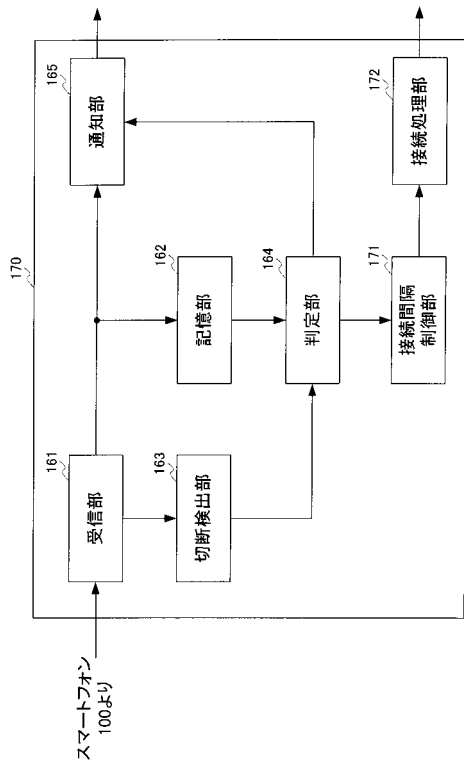 170
スマートフォン
100より
161
受信部
163
切断検出部
162
記憶部
164
判定部
171
接続間隔
制御部
165
通知部
172
接続処理部